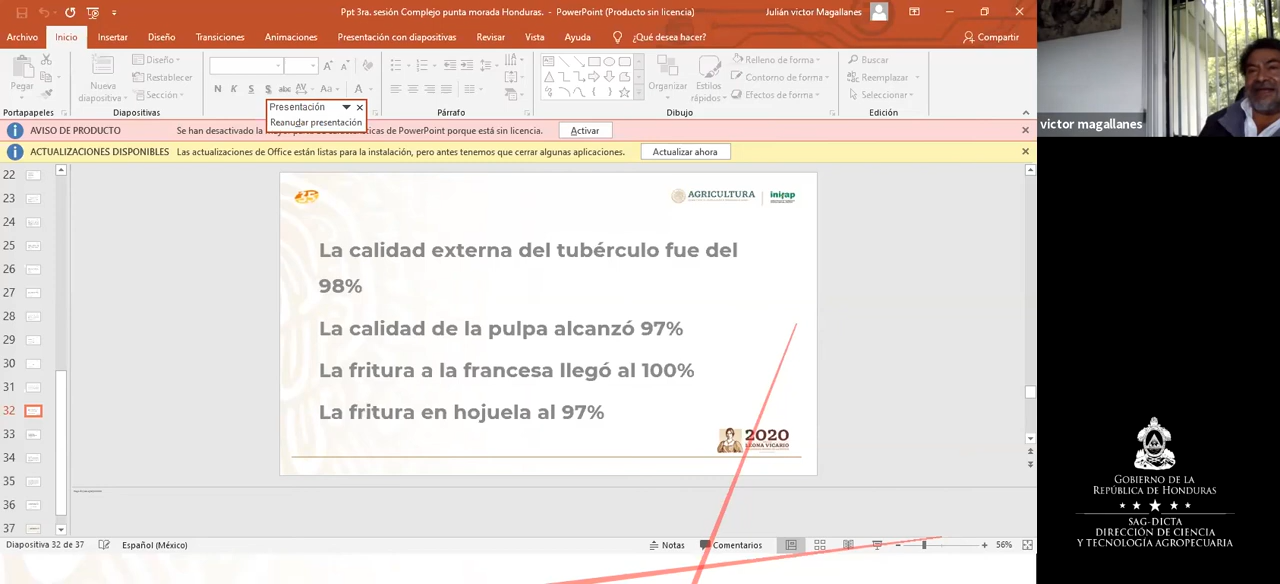 Ppt 3ra. sesión Complejo punta morada Honduras. - PowerPoint (Producto sin licencia)
Julián victor Magallanes
Archivo Inicio Insertar Diseño Transiciones Animaciones Presentación con diapositivas Revisar Vista Ayuda ¿Qué desea hacer? Compartir
Pegar
Nueva diapositiva
Diseño
Restablecer
Sección
N K S S abc AV Aa A
Organizar
Estilos rápidos
Relleno de forma
Contorno de forma
Efectos de forma
Buscar
Reemplazar
Seleccionar
Portapapeles Diapositivas Párrafo Dibujo Edición
Presentación
Reanudar presentación
AVISO DE PRODUCTO Se han desactivado la características de PowerPoint porque está sin licencia. Activar
ACTUALIZACIONES DISPONIBLES Las actualizaciones de Office están listas para la instalación, pero antes tenemos que cerrar algunas aplicaciones. Actualizar ahora
22
23
24
25
26
27
28
29
30
31
32
33
34
35
36
37
35
AGRICULTURA
inifap
La calidad externa del tubérculo fue del
98%
La calidad de la pulpa alcanzó 97%
La fritura a la francesa llegó al 100%
La fritura en hojuela al 97%
2020
LEONA VICARIO
Diapositiva 32 de 37 Español (México) Notas Comentarios 56%
victor magallanes
GOBIERNO DE LA
REPÚBLICA DE HONDURAS
SAG-DICTA
DIRECCIÓN DE CIENCIA
Y TECNOLOGÍA AGROPECUARIA